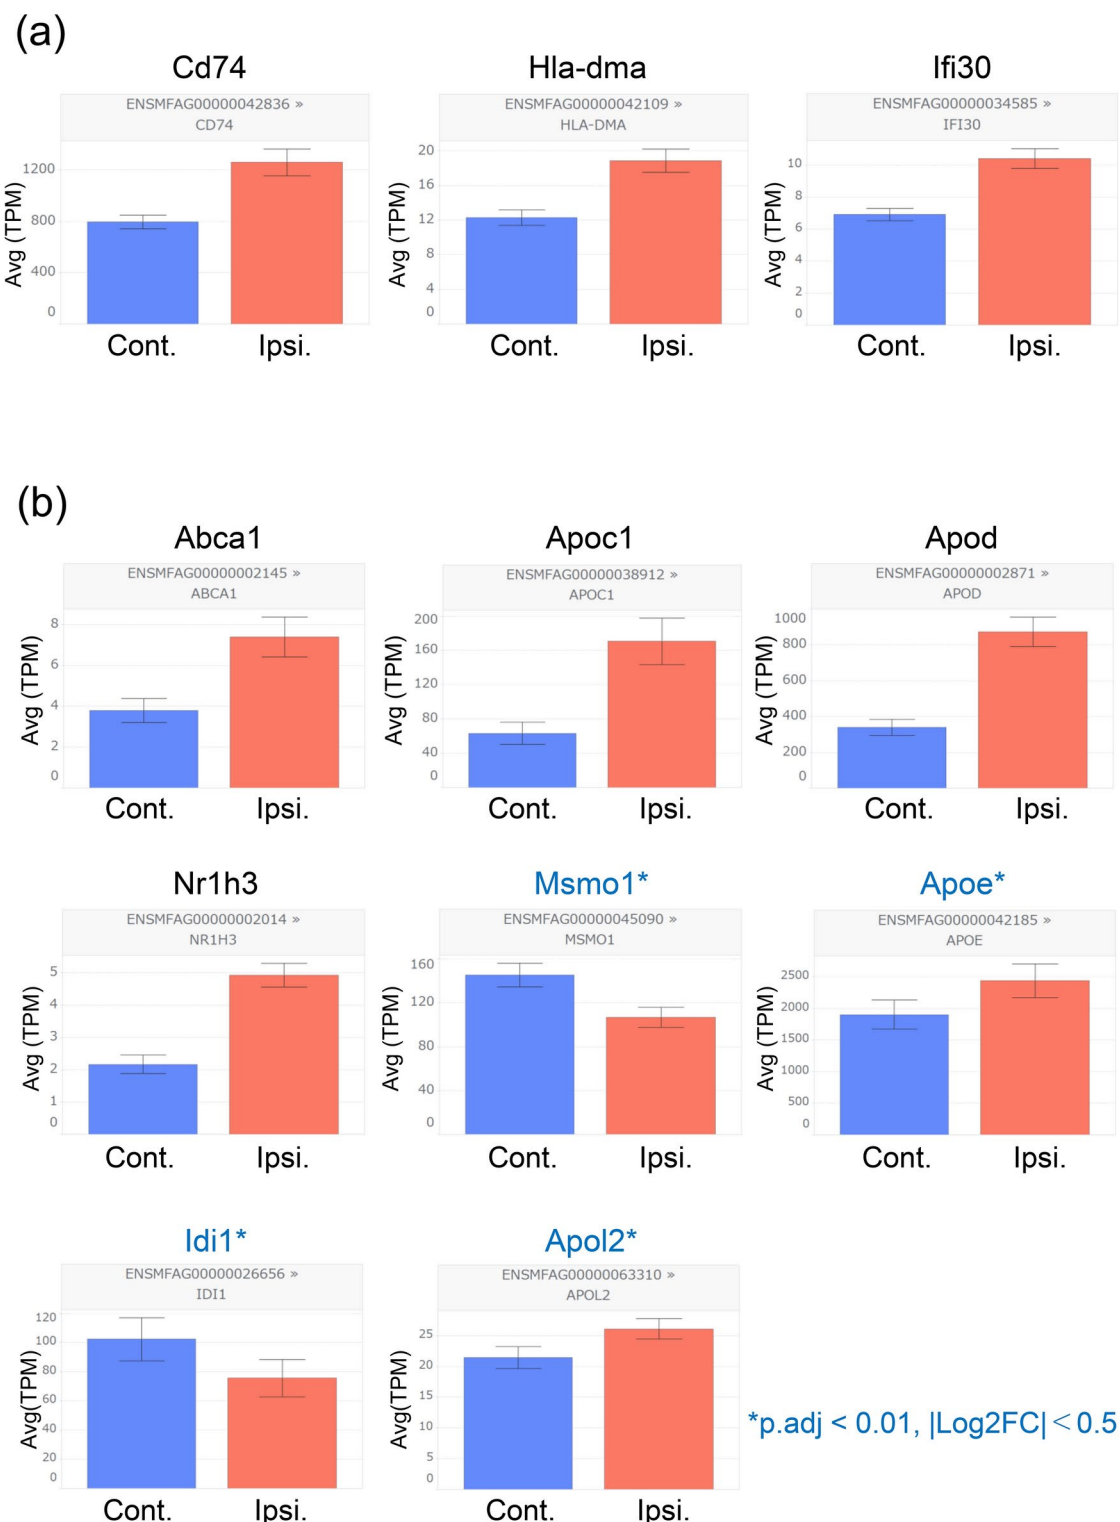 (a)
Cd74 Hla-dma Ifi30
ENSMFAG00000042836 » ENSMFAG00000042109 » ENSMFAG00000034585 »
CD74 HLA-DMA IFI30
Avg (TPM) 1200 800 400 0
Avg (TPM) 20 16 12 8 4 0
Avg (TPM) 10 8 6 4 2 0
Cont. Ipsi. Cont. Ipsi. Cont. Ipsi.
(b)
Abca1 Apoc1 Apod
ENSMFAG00000002145 » ENSMFAG00000038912 » ENSMFAG00000002871 »
ABCA1 APOC1 APOD
Avg (TPM) 8 6 4 2 0
Avg (TPM) 200 160 120 80 40 0
Avg (TPM) 1000 800 600 400 200 0
Cont. Ipsi. Cont. Ipsi. Cont. Ipsi.
Nr1h3 Msmo1* Apoe*
ENSMFAG00000002014 » ENSMFAG00000045090 » ENSMFAG00000042185 »
NR1H3 MSMO1 APOE
Avg (TPM) 5 4 3 2 1 0
Avg (TPM) 160 120 80 40 0
Avg (TPM) 2500 2000 1500 1000 500 0
Cont. Ipsi. Cont. Ipsi. Cont. Ipsi.
Idi1* Apol2*
ENSMFAG00000026656 » ENSMFAG00000063310 »
IDI1 APOL2
Avg(TPM) 120 100 80 60 40 20 0
Avg(TPM) 25 20 15 10 5 0
*p.adj < 0.01, |Log2FC|＜0.5
Cont. Ipsi. Cont. Ipsi.